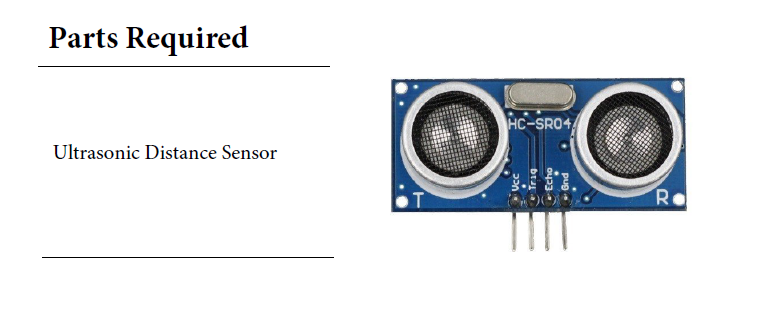 Parts Required
Ultrasonic Distance Sensor
HC-SR04
Vcc
Trig
Echo
Gnd
T
R